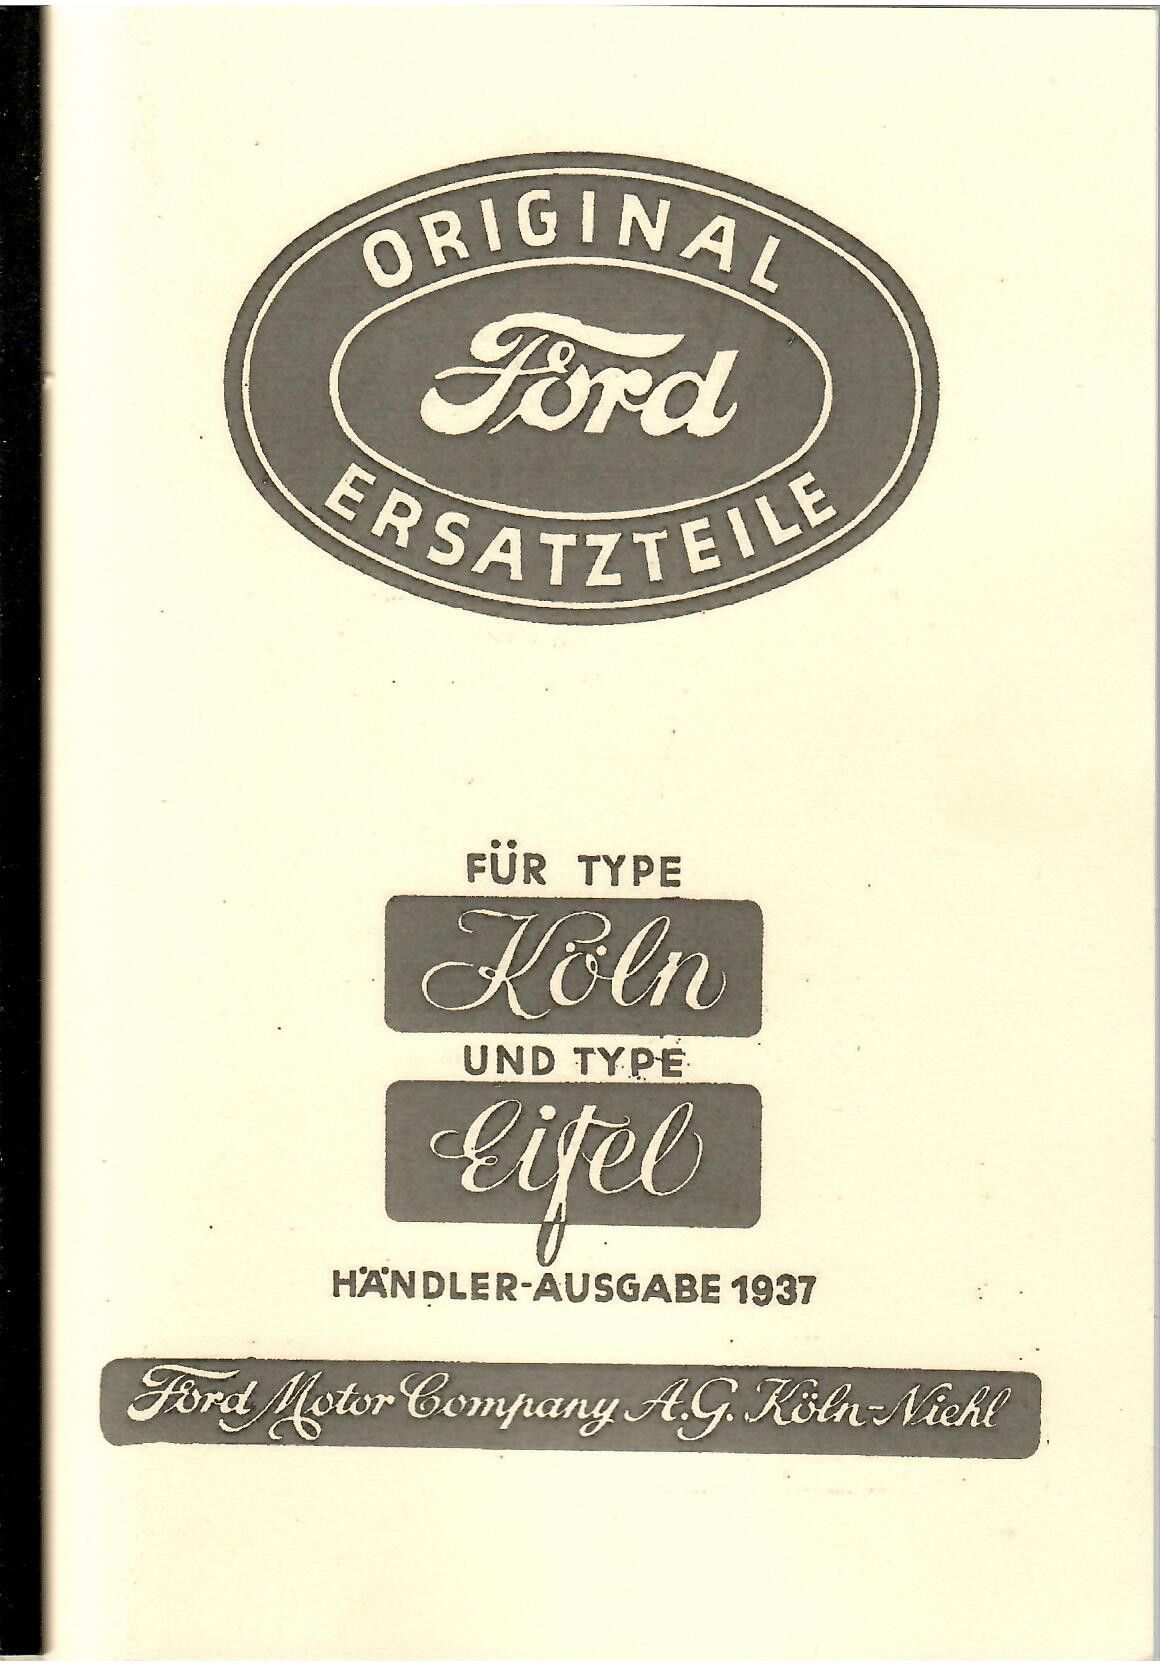 ORIGINAL
Ford
ERSATZTEILE
FÜR TYPE
Köln
UND TYPE
Eifel
HÄNDLER-AUSGABE 1937
Ford Motor Company A.G. Köln-Niehl